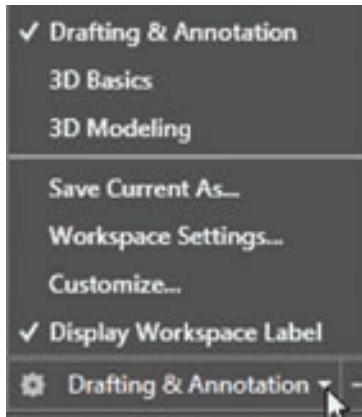 Drafting & Annotation
3D Basics
3D Modeling
Save Current As...
Workspace Settings...
Customize...
Display Workspace Label
Drafting & Annotation